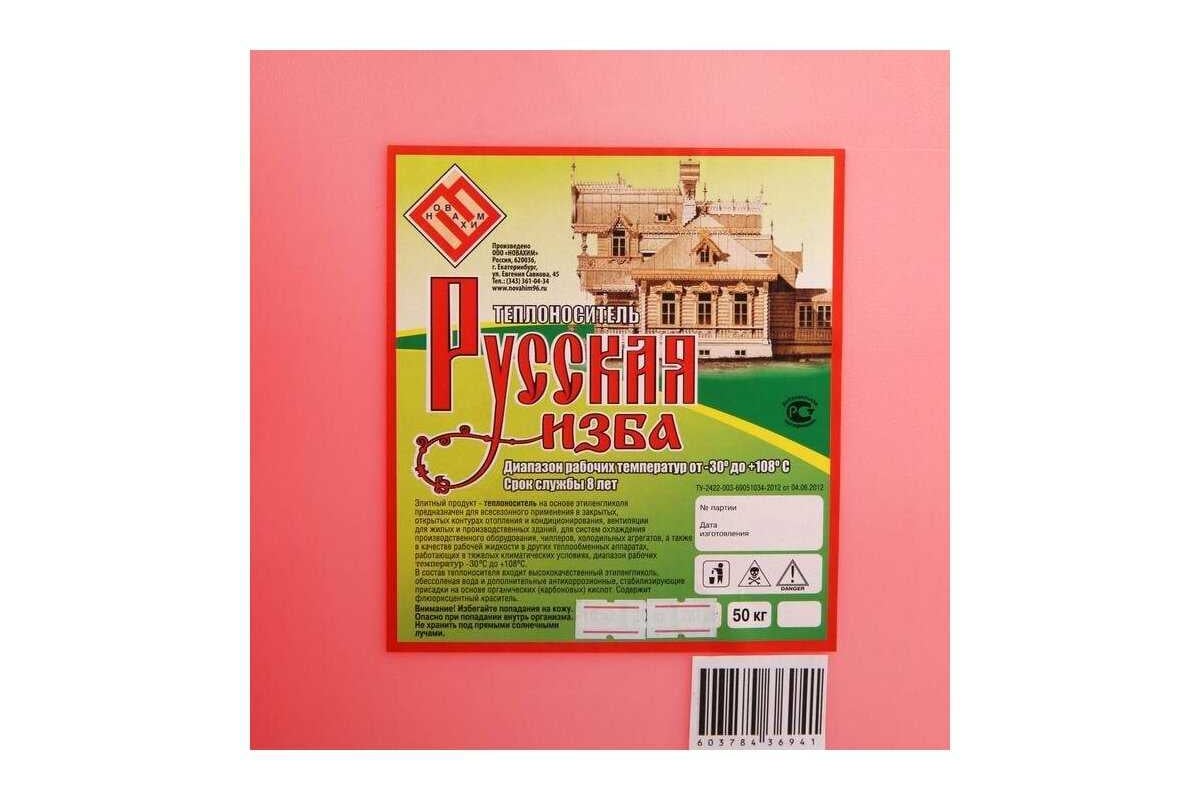 НОВАХИМ
Произведено
ООО «НОВАХИМ»
Россия, 620036,
г. Екатеринбург,
ул. Евгения Савкова, 45
Тел.: (343) 361-04-34
www.novahim96.ru
ТЕПЛОНОСИТЕЛЬ
Русская
изба
Диапазон рабочих температур от -30⁰ до +108⁰ С
Срок службы 8 лет
ТУ-2422-003-69051034-2012 от 04.06.2012
Элитный продукт - теплоноситель на основе этиленгликоля
предназначен для всесезонного применения в закрытых,
открытых контурах отопления и кондиционирования, вентиляции
для жилых и производственных зданий, для систем охлаждения
производственного оборудования, чиллеров, холодильных агрегатов, а также
в качестве рабочей жидкости в других теплообменных аппаратах,
работающих в тяжелых климатических условиях, диапазон рабочих
температур -30⁰С до +108⁰С.
В состав теплоносителя входит высококачественный этиленгликоль,
обессоленая вода и дополнительные антикоррозионные, стабилизирующие
присадки на основе органических (карбоновых) кислот. Содержит
флюорисцентный краситель.
Внимание! Избегайте попадания на кожу.
Опасно при попадании внутрь организма.
Не хранить под прямыми солнечными
лучами.
№ партии
Дата
изготовления
DANGER
50 кг
603784 36941